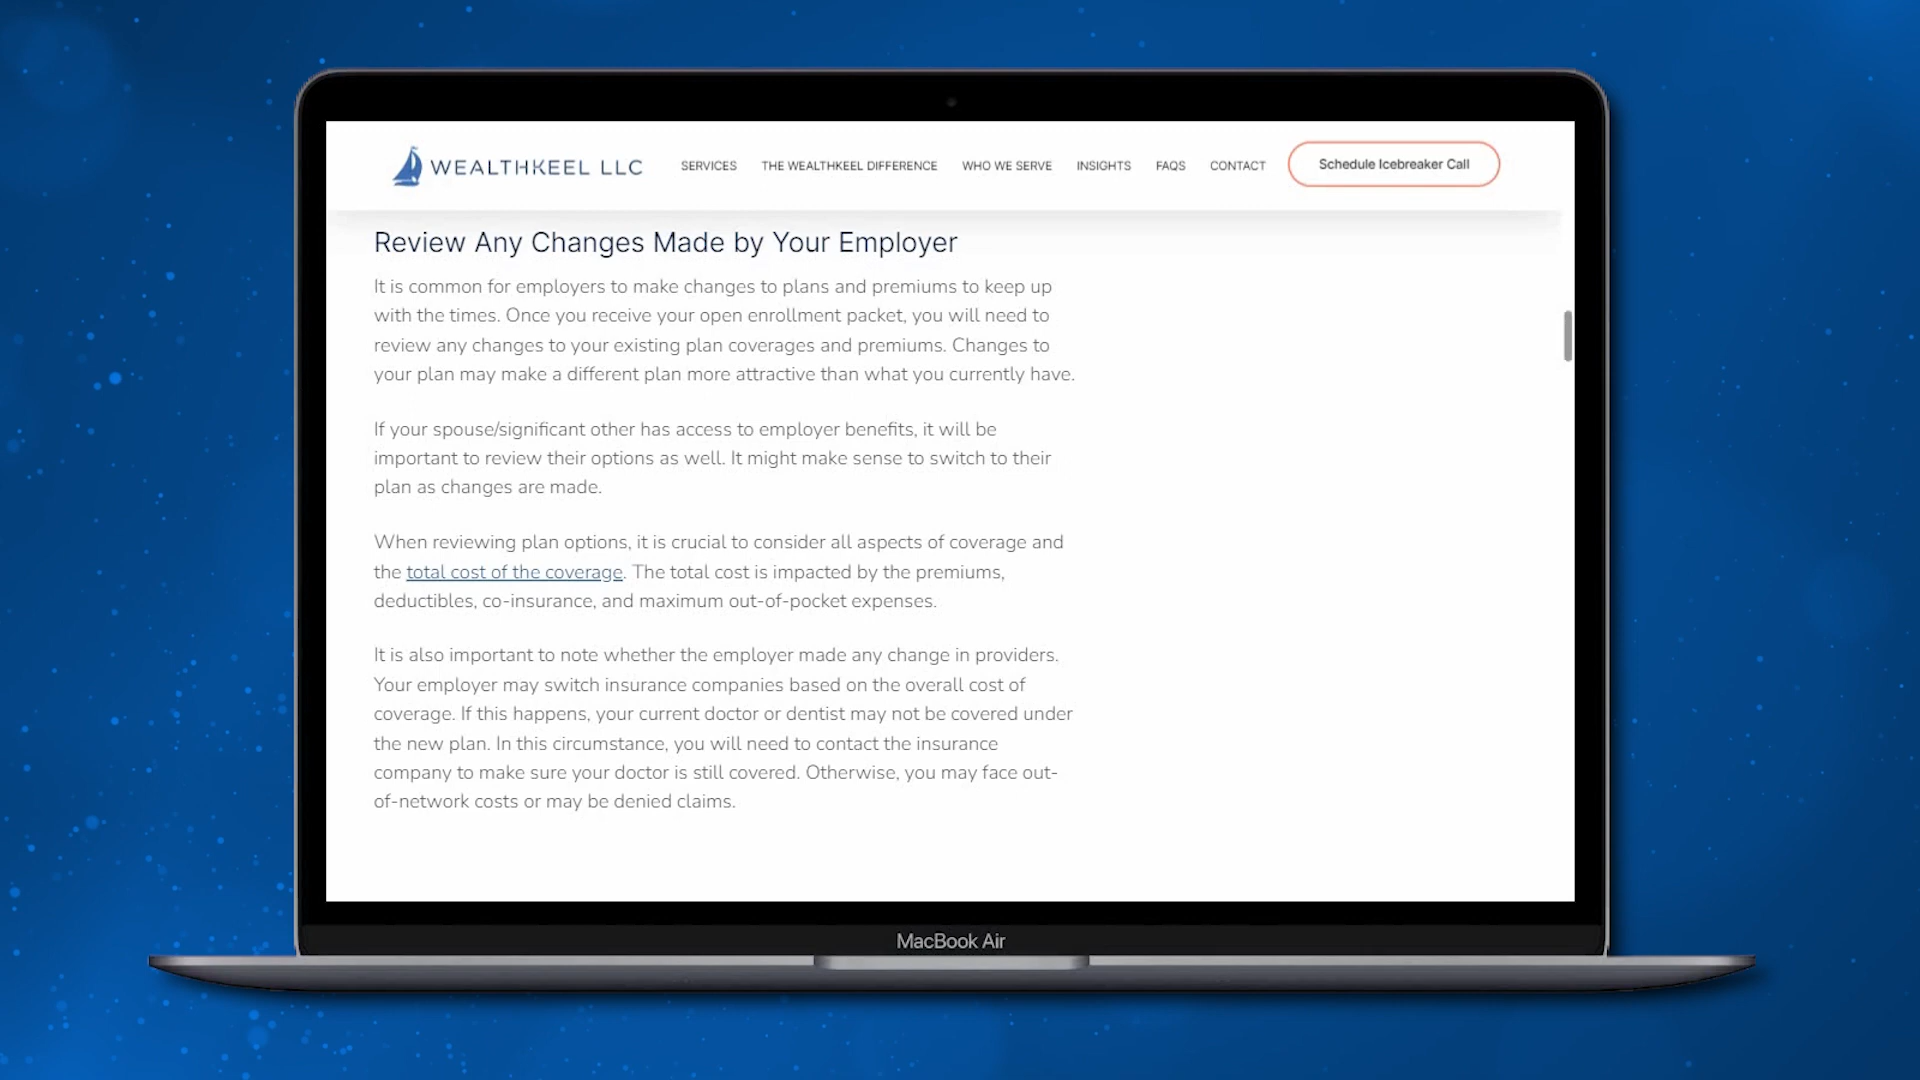 WEALTHKEEL LLC
SERVICES
THE WEALTHKEEL DIFFERENCE
WHO WE SERVE
INSIGHTS
FAQS
CONTACT
Schedule Icebreaker Call
Review Any Changes Made by Your Employer
It is common for employers to make changes to plans and premiums to keep up
with the times. Once you receive your open enrollment packet, you will need to
review any changes to your existing plan coverages and premiums. Changes to
your plan may make a different plan more attractive than what you currently have.
If your spouse/significant other has access to employer benefits, it will be
important to review their options as well. It might make sense to switch to their
plan as changes are made.
When reviewing plan options, it is crucial to consider all aspects of coverage and
the total cost of the coverage. The total cost is impacted by the premiums,
deductibles, co-insurance, and maximum out-of-pocket expenses.
It is also important to note whether the employer made any change in providers.
Your employer may switch insurance companies based on the overall cost of
coverage. If this happens, your current doctor or dentist may not be covered under
the new plan. In this circumstance, you will need to contact the insurance
company to make sure your doctor is still covered. Otherwise, you may face out-
of-network costs or may be denied claims.
MacBook Air